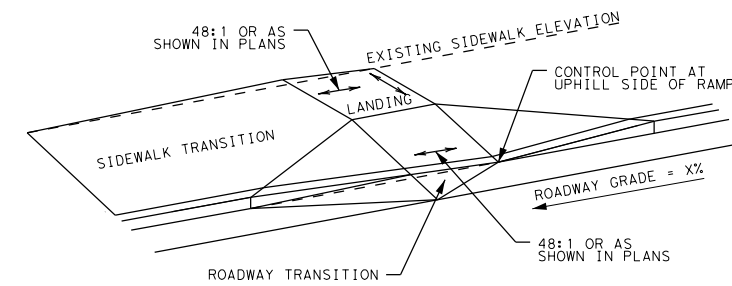 48:1 OR AS
SHOWN IN PLANS
EXISTING SIDEWALK ELEVATION
CONTROL POINT AT
UPHILL SIDE OF RAMP
LANDING
SIDEWALK TRANSITION
ROADWAY GRADE = X%
48:1 OR AS
SHOWN IN PLANS
ROADWAY TRANSITION